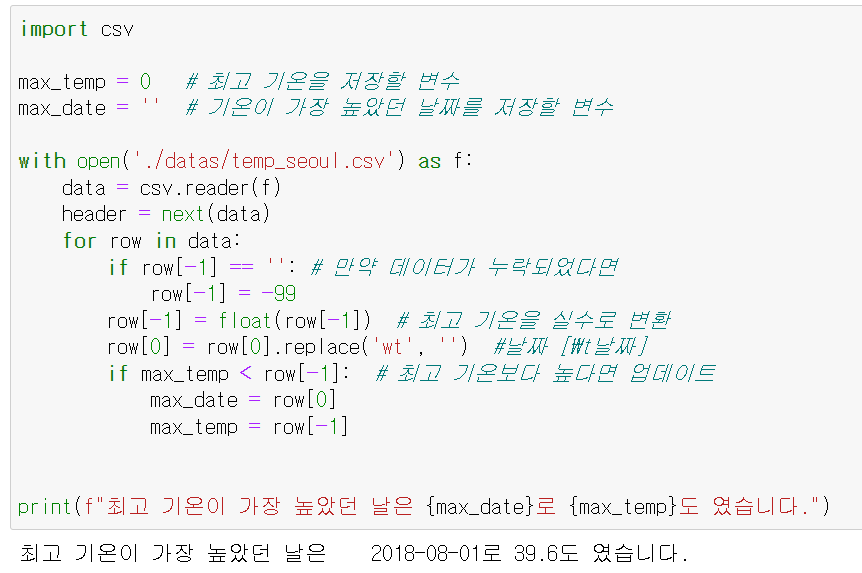 import csv
max_temp = 0   # 최고 기온을 저장할 변수
max_date = ''  # 기온이 가장 높았던 날짜를 저장할 변수
with open('./datas/temp_seoul.csv') as f:
    data = csv.reader(f)
    header = next(data)
    for row in data:
        if row[-1] == '': # 만약 데이터가 누락되었다면
            row[-1] = -99
        row[-1] = float(row[-1])  # 최고 기온을 실수로 변환
        row[0] = row[0].replace('wt', '')  #날짜 [₩t날짜]
        if max_temp < row[-1]:  # 최고 기온보다 높다면 업데이트
            max_date = row[0]
            max_temp = row[-1]
print(f"최고 기온이 가장 높았던 날은 {max_date}로 {max_temp}도 였습니다.")
최고 기온이 가장 높았던 날은    2018-08-01로 39.6도 였습니다.